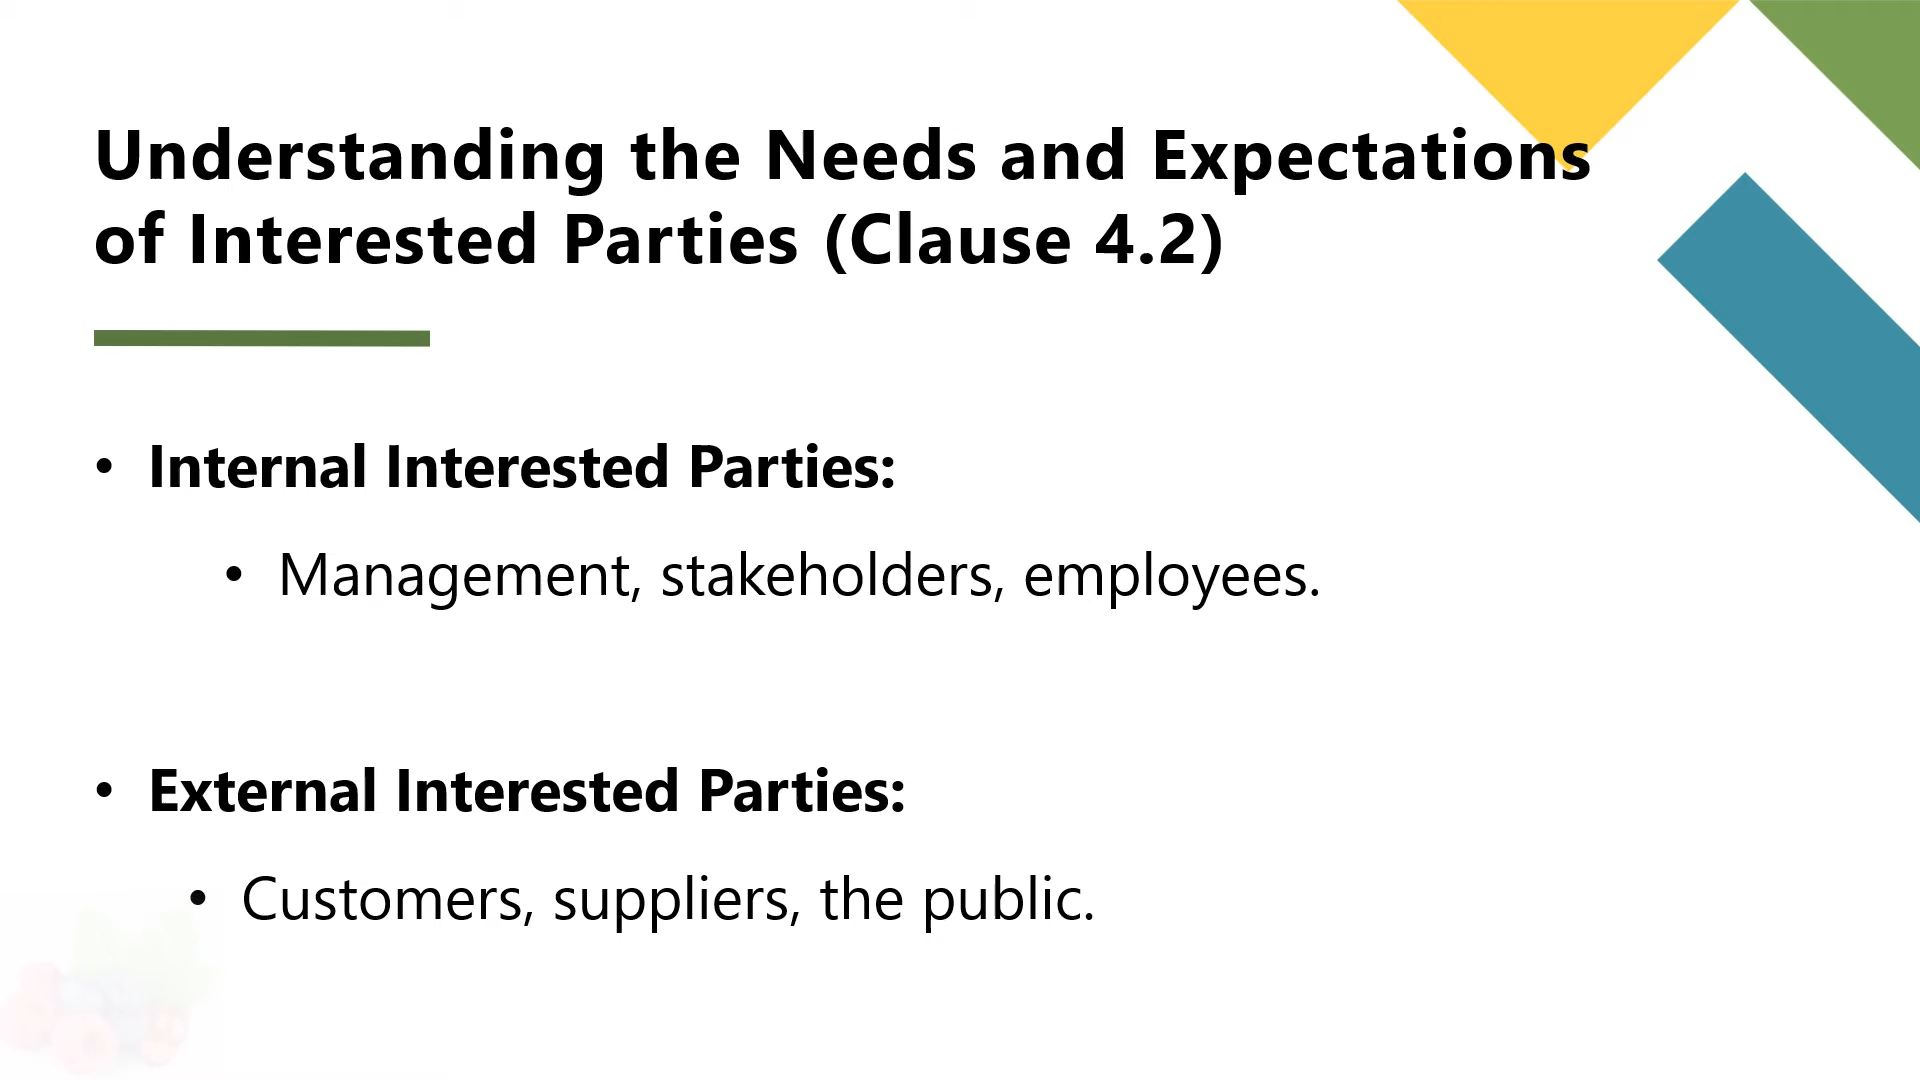 Understanding the Needs and Expectations
of Interested Parties (Clause 4.2)
• Internal Interested Parties:
• Management, stakeholders, employees.
• External Interested Parties:
• Customers, suppliers, the public.